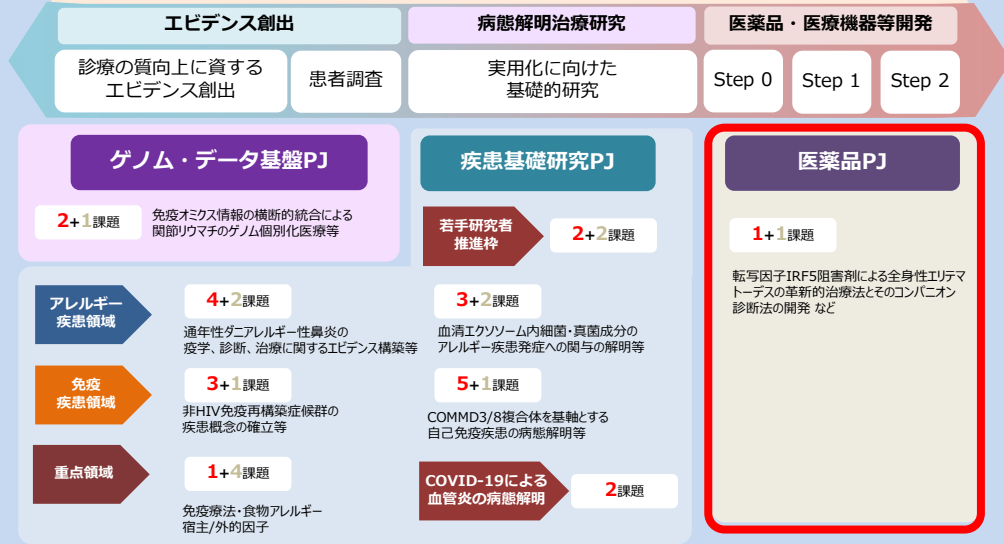 エビデンス創出
病態解明治療研究
医薬品・医療機器等開発
診療の質向上に資する
エビデンス創出
患者調査
実用化に向けた
基礎的研究
Step 0
Step 1
Step 2
ゲノム・データ基盤PJ
疾患基礎研究PJ
医薬品PJ
2+1課題
免疫オミクス情報の横断的統合による
関節リウマチのゲノム個別化医療等
若手研究者
推進枠
2+2課題
1+1課題
転写因子IRF5阻害剤による全身性エリテマ
トーデスの革新的治療法とそのコンパニオン
診断法の開発 など
アレルギー
疾患領域
4+2課題
通年性ダニアレルギー性鼻炎の
疫学、診断、治療に関するエビデンス構築等
3+2課題
血清エクソソーム内細菌・真菌成分の
アレルギー疾患発症への関与の解明等
免疫
疾患領域
3+1課題
非HIV免疫再構築症候群の
疾患概念の確立等
5+1課題
COMMD3/8複合体を基軸とする
自己免疫疾患の病態解明等
重点領域
1+4課題
免疫療法・食物アレルギー
宿主/外的因子
COVID-19による
血管炎の病態解明
2課題